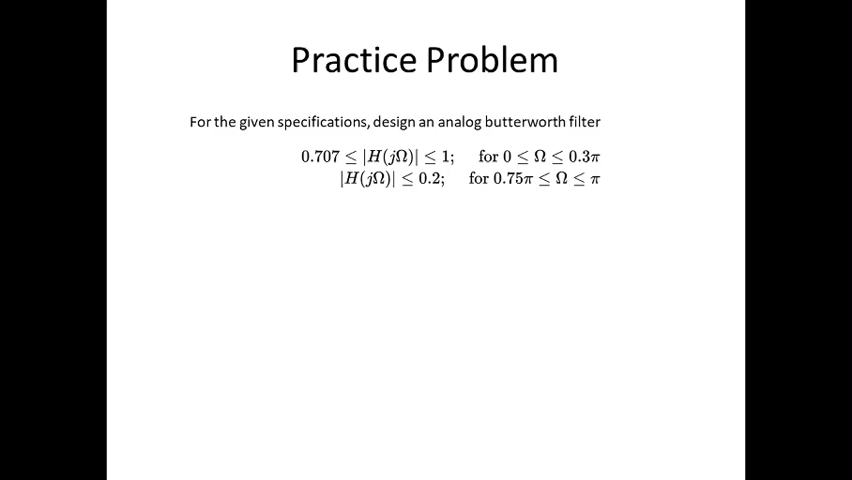 Practice Problem
For the given specifications, design an analog butterworth filter
0.707 ≤ |H(jΩ)| ≤ 1; for 0 ≤ Ω ≤ 0.3π
|H(jΩ)| ≤ 0.2; for 0.75π ≤ Ω ≤ π